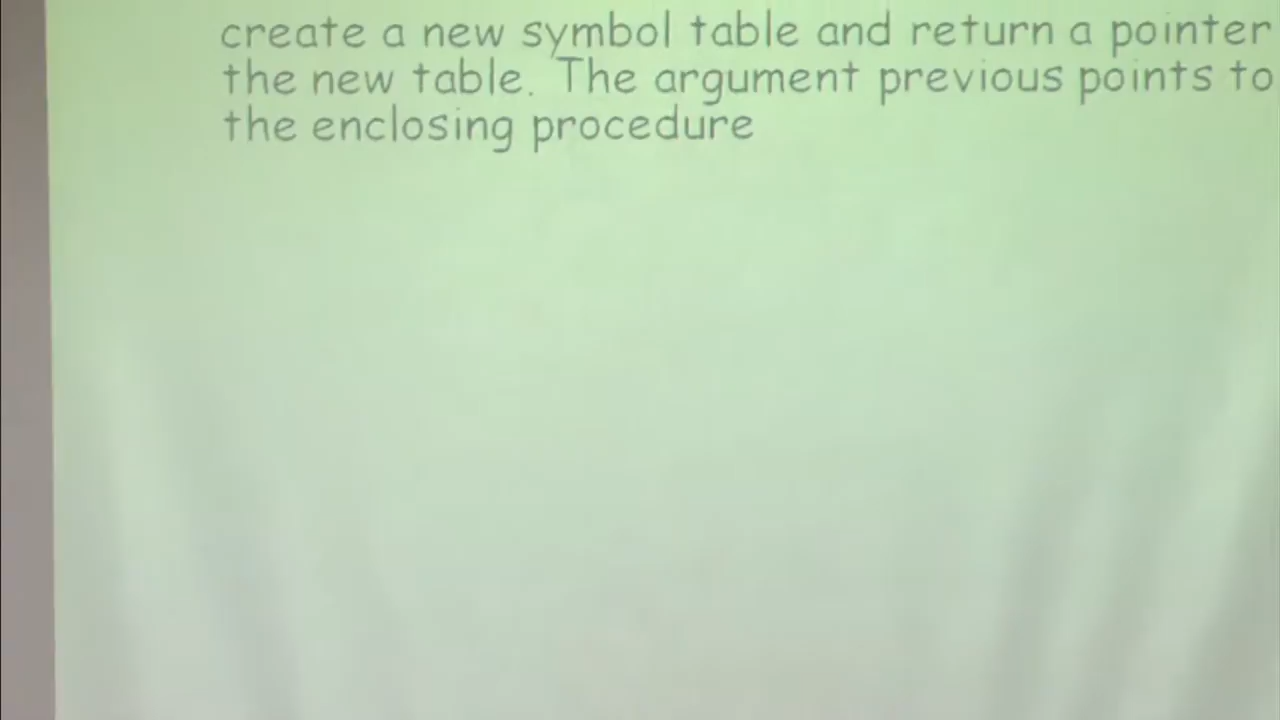 create a new symbol table and return a pointer
the new table. The argument previous points to
the enclosing procedure